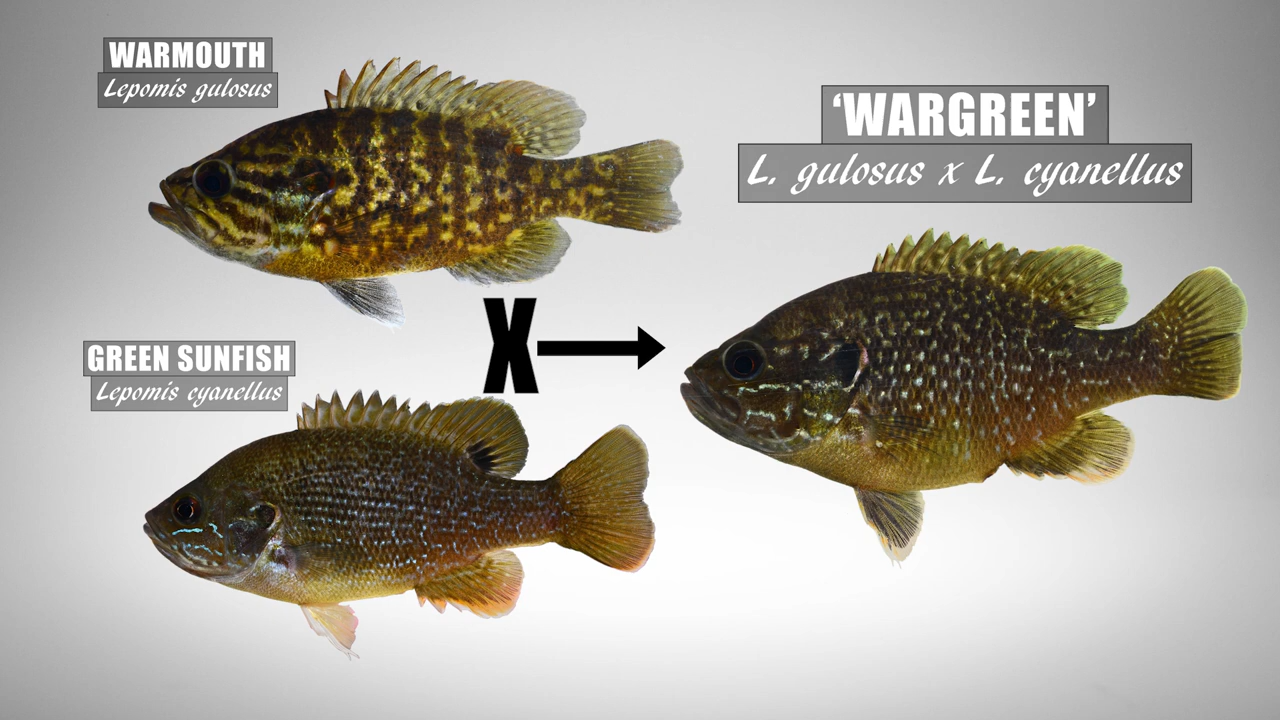 WARMOUTH
Lepomis gulosus
GREEN SUNFISH
Lepomis cyanellus
X
‘WARGREEN’
L. gulosus x L. cyanellus